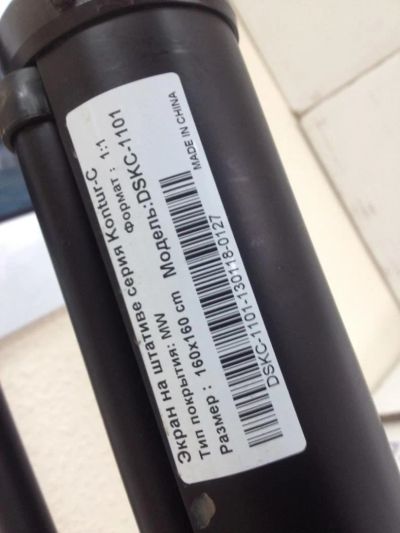 Экран на штативе серия Kontur-C
Тип покрытия: MW Формат : 1:1
Размер : 160x160 cm Модель:DSKC-1101
DSKC-1101-130118-0127
MADE IN CHINA